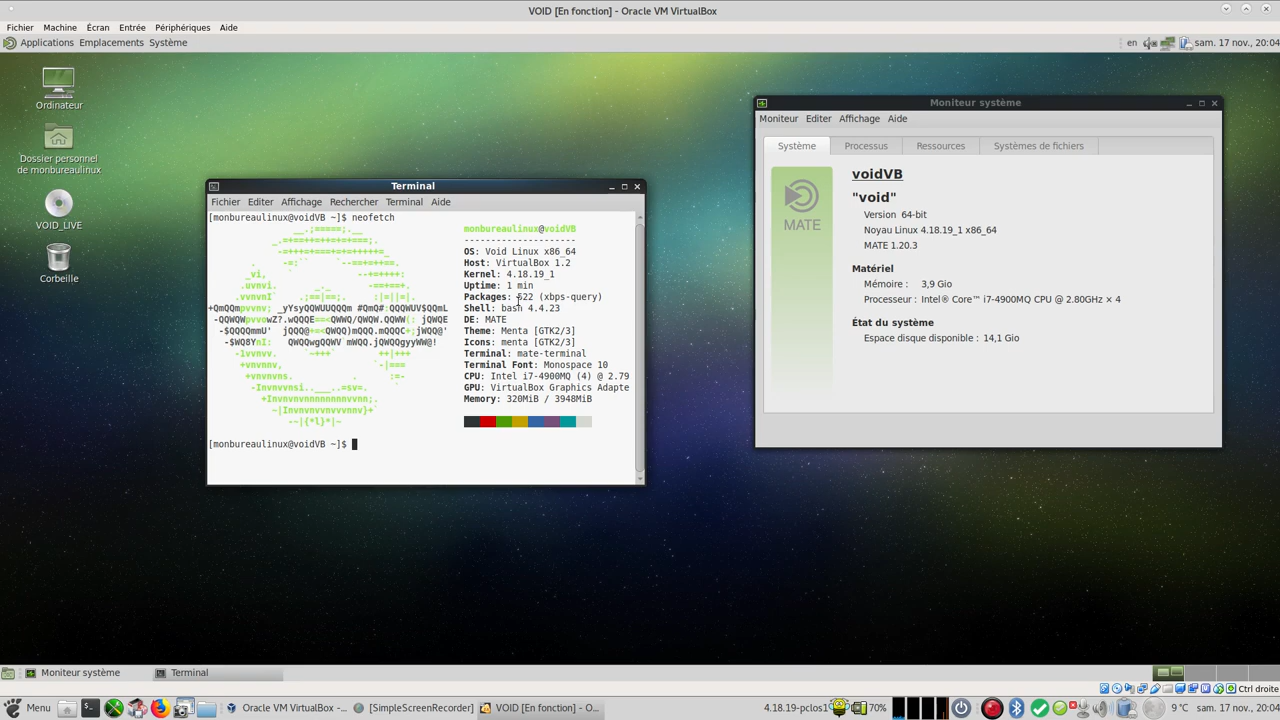 VOID [En fonction] - Oracle VM VirtualBox
Fichier Machine Écran Entrée Périphériques Aide
Applications Emplacements Système
en sam. 17 nov., 20:04
Ordinateur
Dossier personnel
de monbureaulinux
VOID_LIVE
Corbeille
Terminal
Fichier Editer Affichage Rechercher Terminal Aide
[monbureaulinux@voidVB ~]$ neofetch
monbureaulinux@voidVB
---------------------
OS: Void Linux x86_64
Host: VirtualBox 1.2
Kernel: 4.18.19_1
Uptime: 1 min
Packages: 522 (xbps-query)
Shell: bash 4.4.23
DE: MATE
Theme: Menta [GTK2/3]
Icons: menta [GTK2/3]
Terminal: mate-terminal
Terminal Font: Monospace 10
CPU: Intel i7-4900MQ (4) @ 2.79
GPU: VirtualBox Graphics Adapte
Memory: 320MiB / 3948MiB
[monbureaulinux@voidVB ~]$
Moniteur système
Moniteur Editer Affichage Aide
Système Processus Ressources Systèmes de fichiers
MATE
voidVB
"void"
Version 64-bit
Noyau Linux 4.18.19_1 x86_64
MATE 1.20.3
Matériel
Mémoire : 3,9 Gio
Processeur : Intel® Core™ i7-4900MQ CPU @ 2.80GHz × 4
État du système
Espace disque disponible : 14,1 Gio
Moniteur système Terminal
Ctrl droite
Menu Oracle VM VirtualBox -... [SimpleScreenRecorder] VOID [En fonction] - O... 4.18.19-pclos1 70% 9 °C sam. 17 nov., 20:04